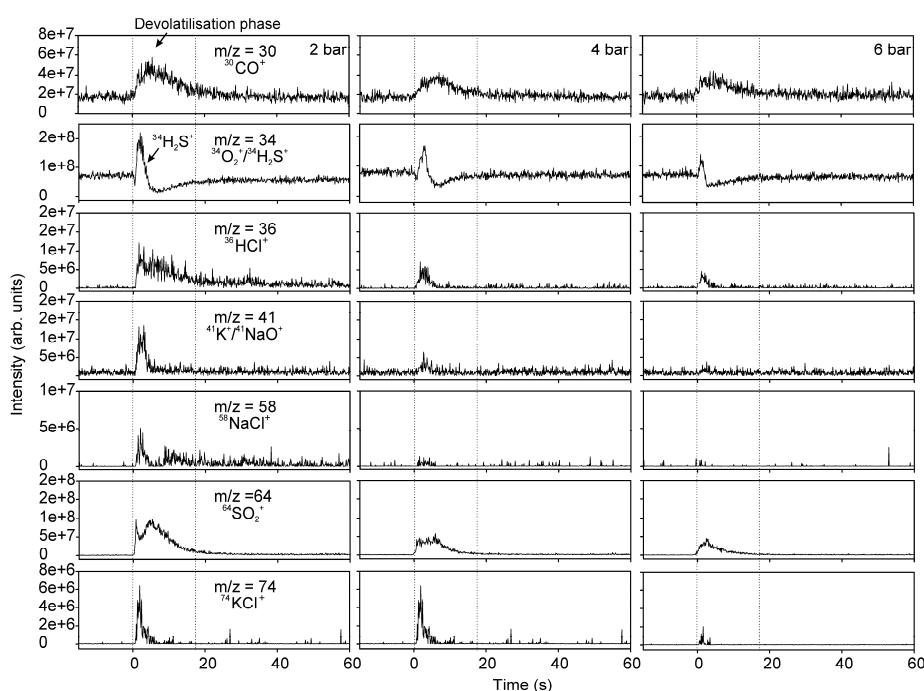 Devolatilisation phase
8e+7
6e+7
4e+7
2e+7
0
m/z = 30
³⁰CO⁺
2 bar
4 bar
6 bar
2e+8
1e+8
0
³⁴H₂S⁺
m/z = 34
³⁴O₂⁺/³⁴H₂S⁺
2e+7
2e+7
1e+7
5e+6
0
m/z = 36
³⁶HCl⁺
2e+7
2e+7
1e+7
5e+6
0
m/z = 41
⁴¹K⁺/⁴¹NaO⁺
1e+7
5e+6
0
m/z = 58
⁵⁸NaCl⁺
2e+8
2e+8
1e+8
5e+7
0
m/z =64
⁶⁴SO₂⁺
8e+6
6e+6
4e+6
2e+6
0
m/z = 74
⁷⁴KCl⁺
Intensity (arb. units)
0 20 40 60 0 20 40 60 0 20 40 60
Time (s)